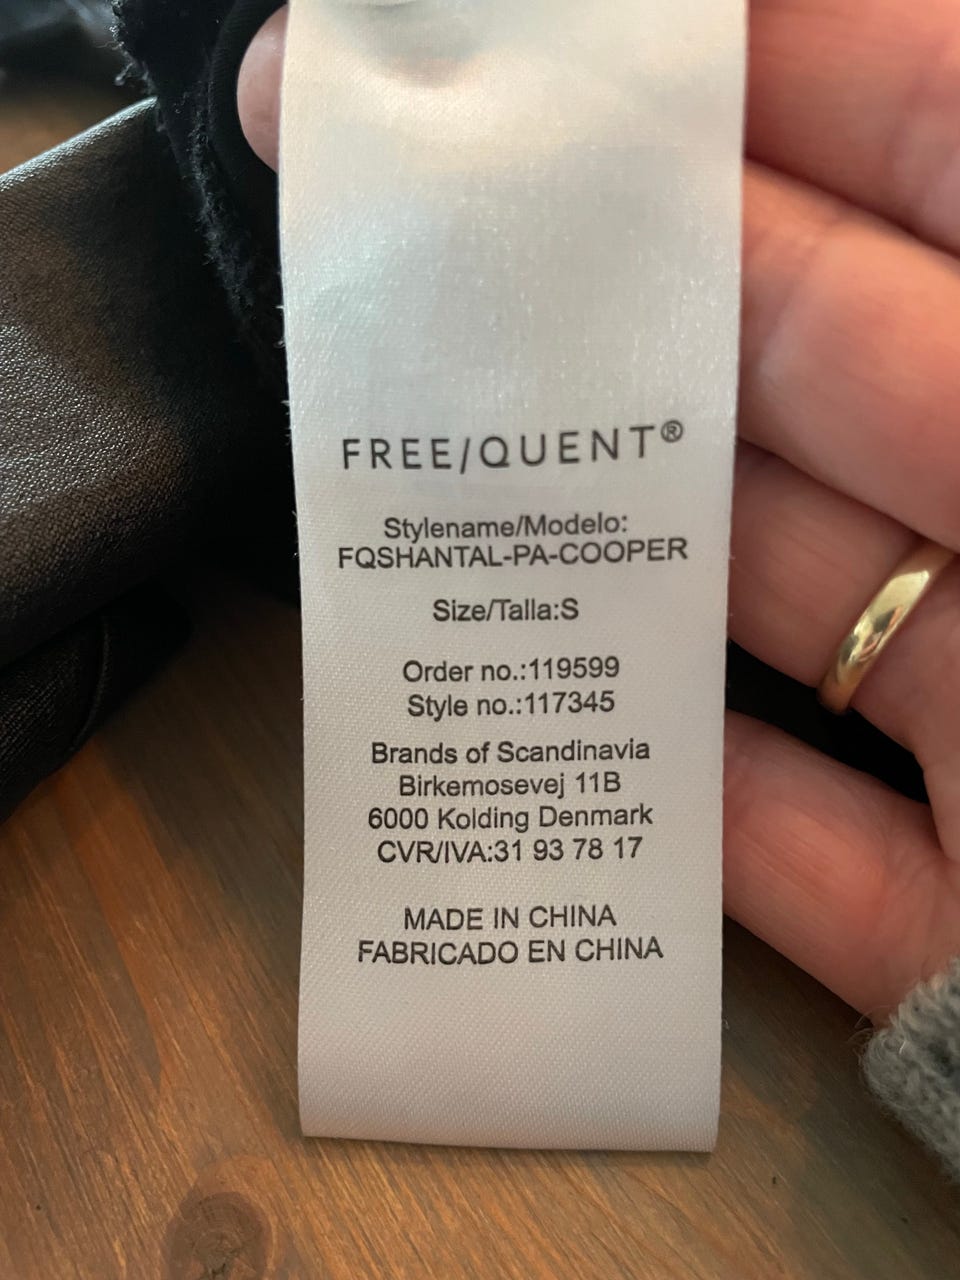 FREE/QUENT®
Stylename/Modelo:
FQSHANTAL-PA-COOPER
Size/Talla:S
Order no.:119599
Style no.:117345
Brands of Scandinavia
Birkemosevej 11B
6000 Kolding Denmark
CVR/IVA:31 93 78 17
MADE IN CHINA
FABRICADO EN CHINA